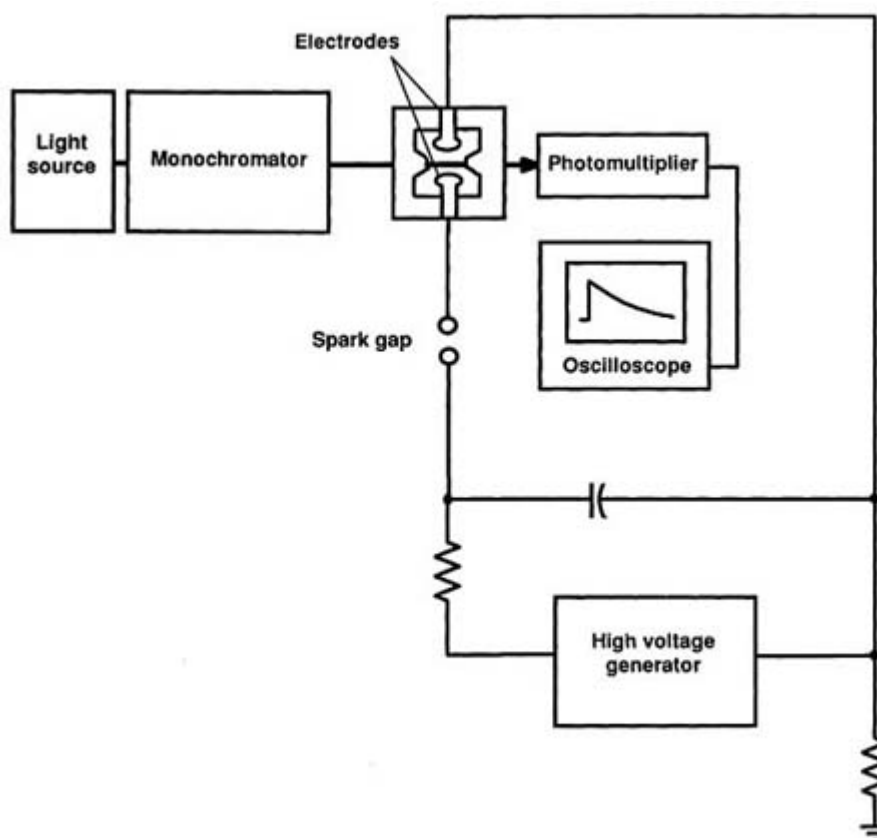 Electrodes
Light
source
Monochromator
Photomultiplier
Spark gap
Oscilloscope
High voltage
generator